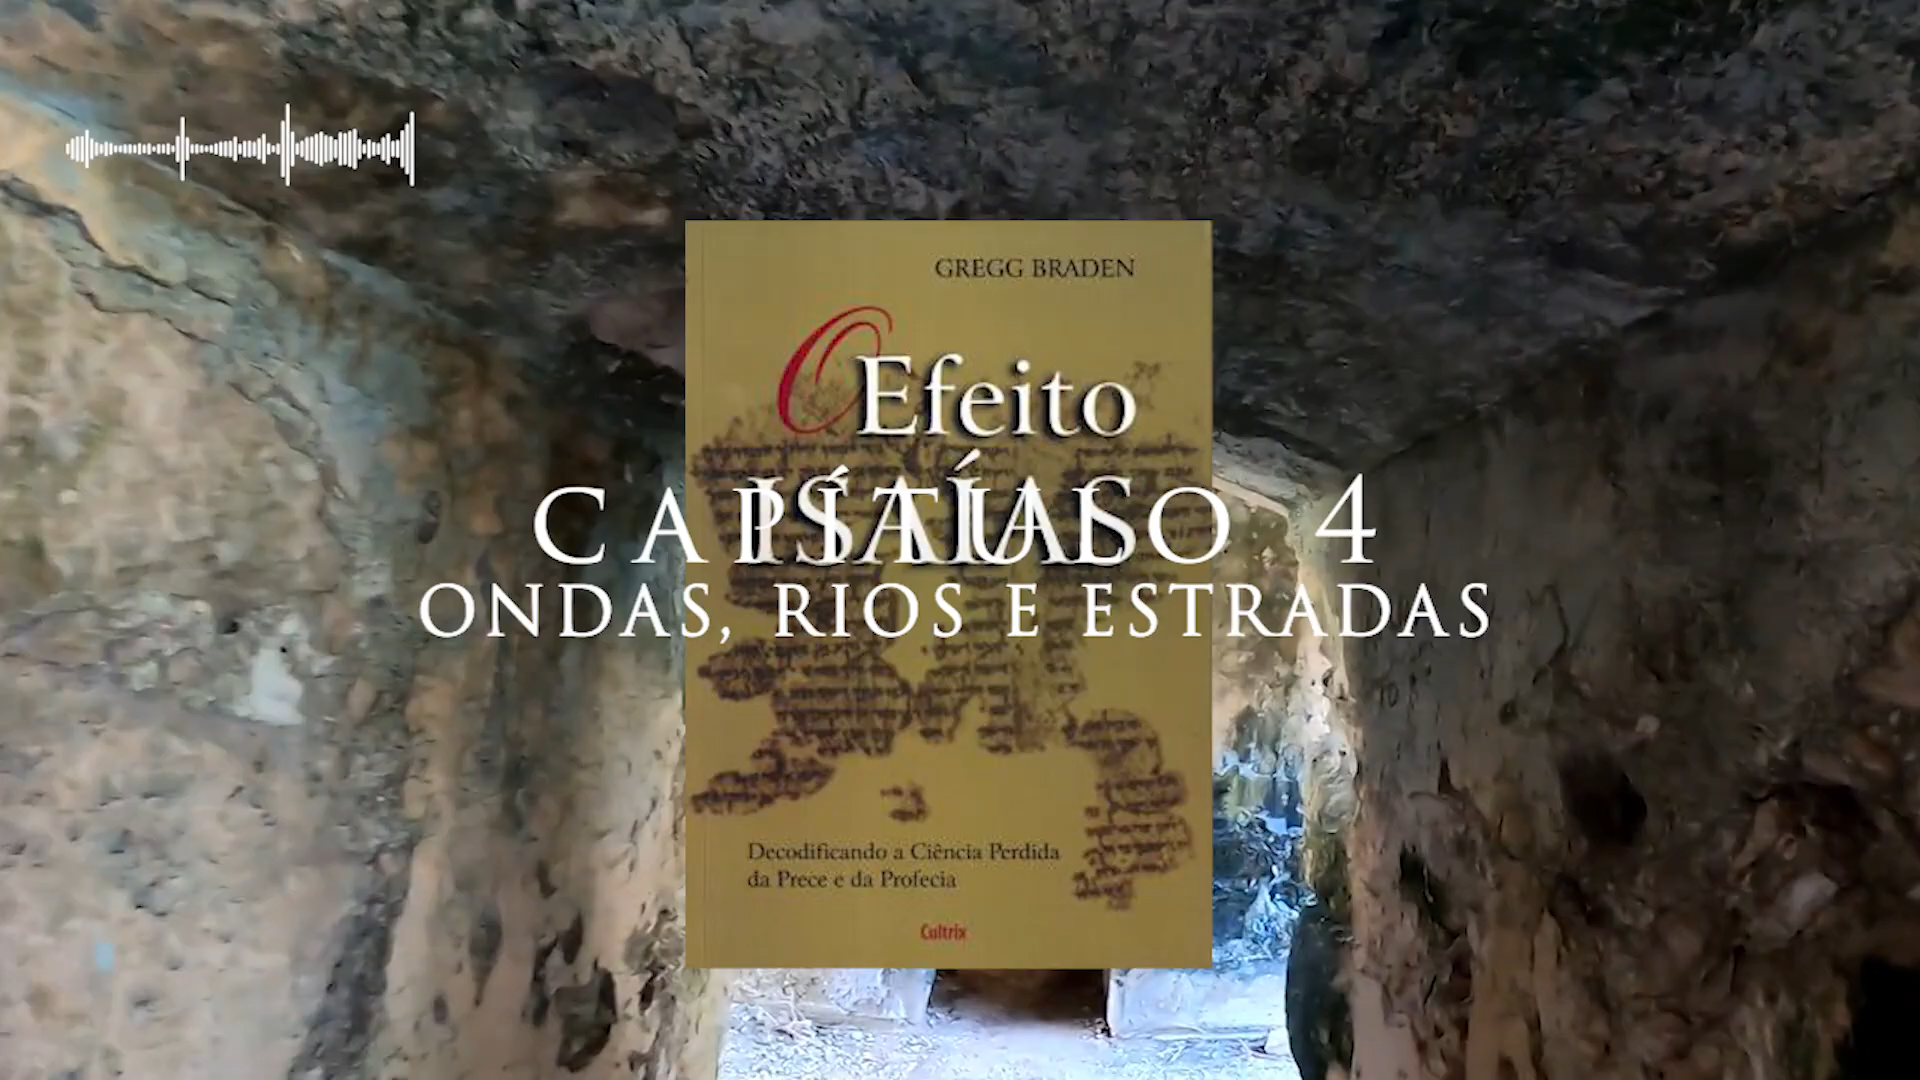 GREGG BRADEN
O Efeito
ISAÍAS
CAPÍTULO 4
ONDAS, RIOS E ESTRADAS
Decodificando a Ciência Perdida
da Prece e da Profecia
Cultrix